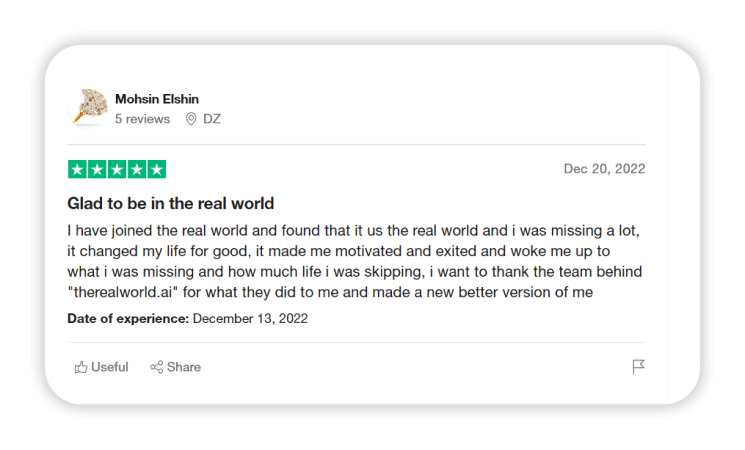 Mohsin Elshin
5 reviews DZ
Dec 20, 2022
Glad to be in the real world
I have joined the real world and found that it us the real world and i was missing a lot,
it changed my life for good, it made me motivated and exited and woke me up to
what i was missing and how much life i was skipping, i want to thank the team behind
"therealworld.ai" for what they did to me and made a new better version of me
Date of experience: December 13, 2022
Useful Share